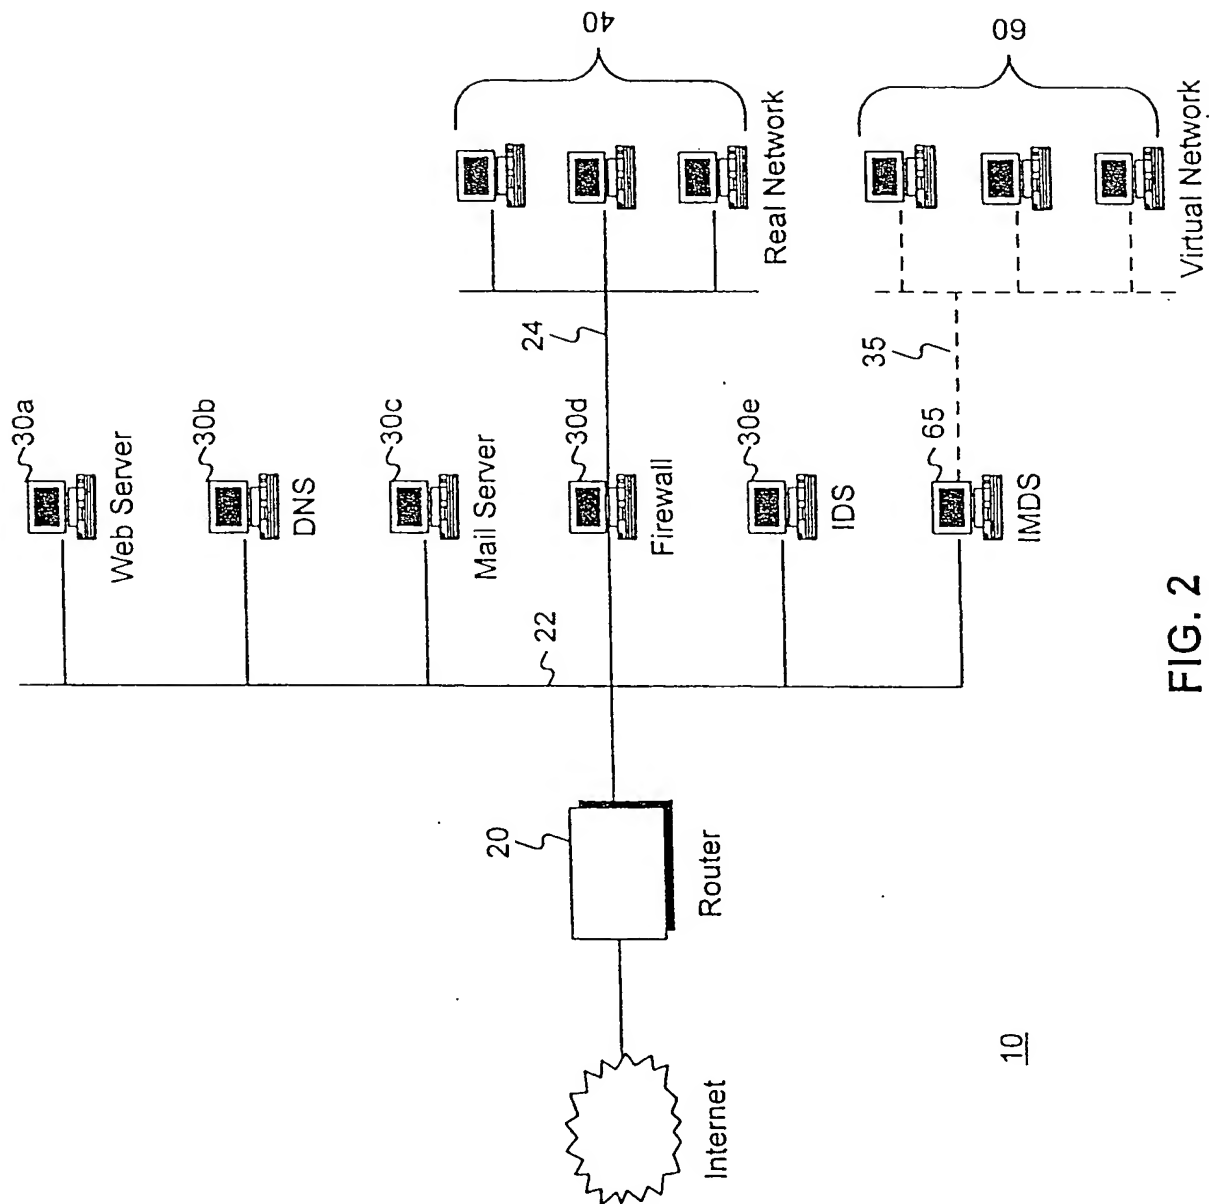 30a
Web Server
30b
DNS
30c
Mail Server
30d
Firewall
30e
IDS
65
IMDS
22
24
35
40
Real Network
60
Virtual Network
20
Router
Internet
10
FIG. 2